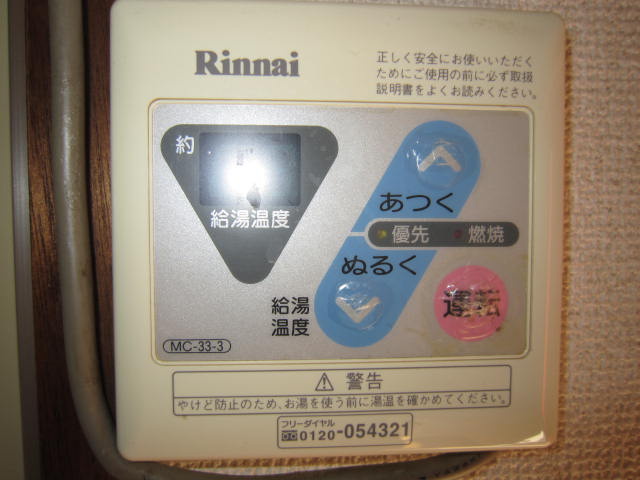 Rinnai
正しく安全にお使いいただく
ためにご使用の前に必ず取扱
説明書をよくお読みください。
約
給湯温度
あつく
優先
燃焼
ぬるく
給湯
温度
運転
MC-33-3
警告
やけど防止のため、お湯を使う前に湯温を確かめてください。
フリーダイヤル
0120-054321